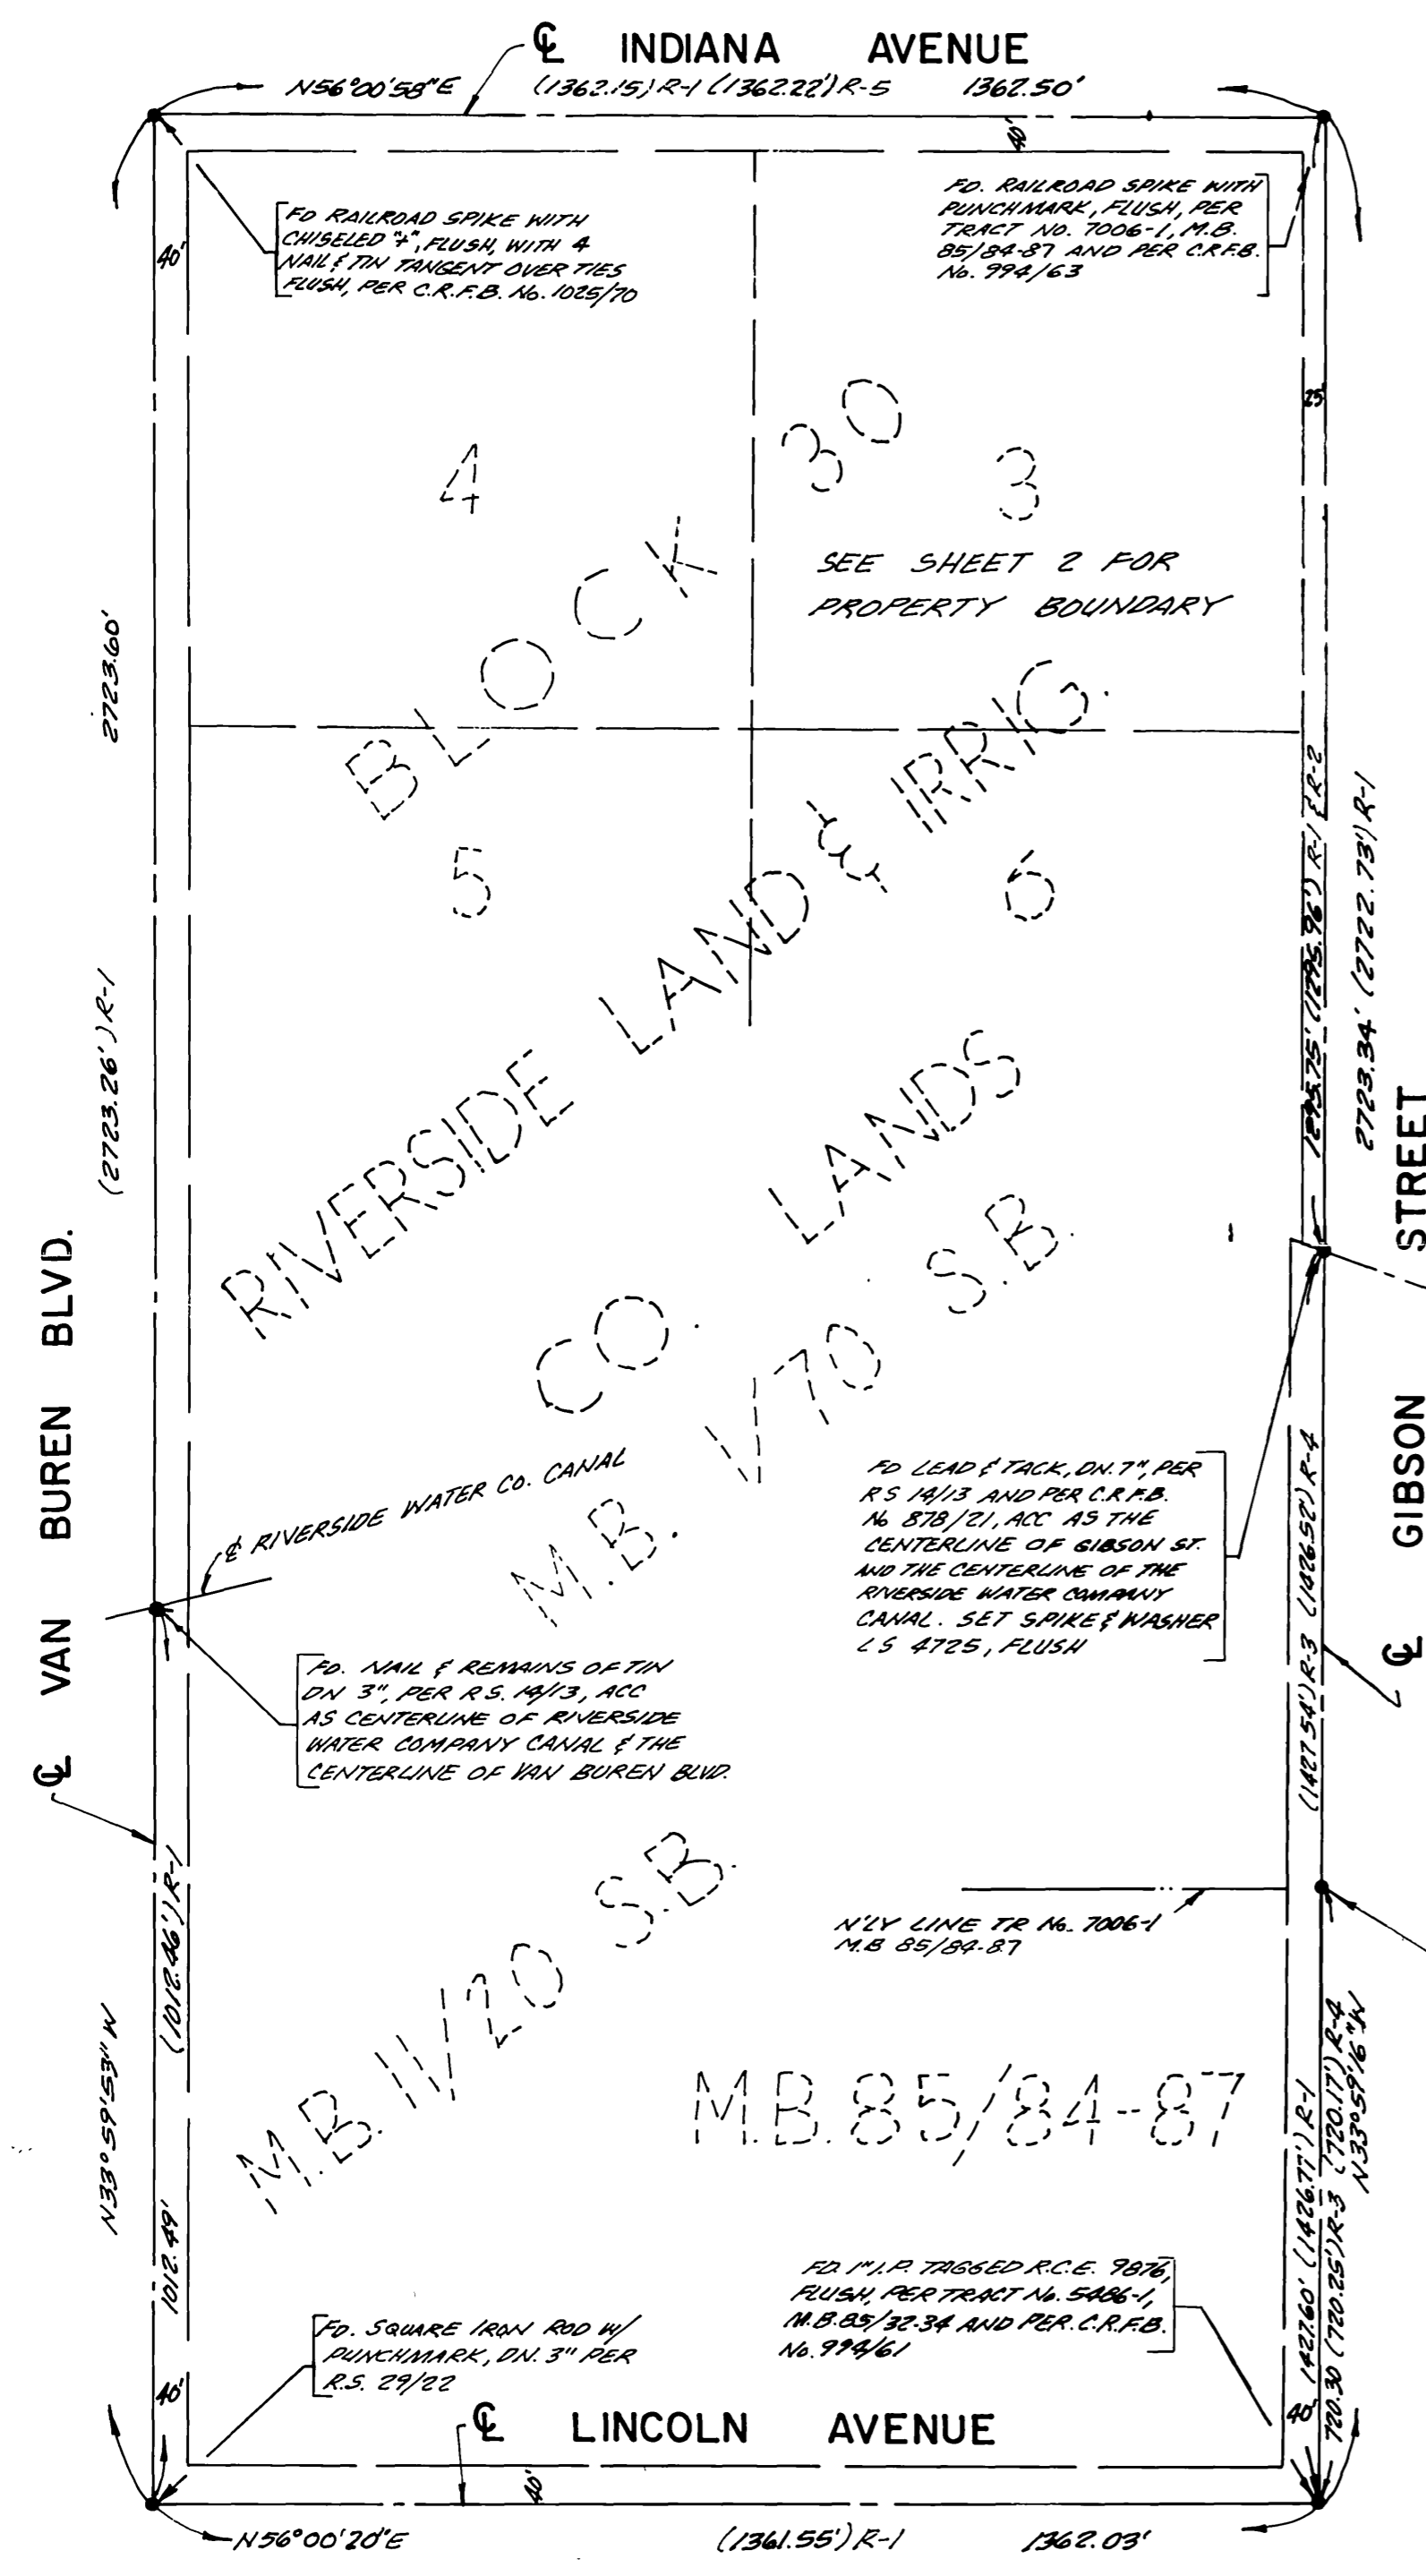 ℄ INDIANA AVENUE
N56°00'58"E (1362.15) R-1 (1362.22') R-5 1362.50'
40'
FD RAILROAD SPIKE WITH
CHISELED "+", FLUSH, WITH 4
NAIL & TIN TANGENT OVER TIES
FLUSH, PER C.R.F.B. No. 1025/70
FD. RAILROAD SPIKE WITH
PUNCHMARK, FLUSH, PER
TRACT NO. 7006-1, M.B.
85/84-87 AND PER C.R.F.B.
No. 994/63
40'
25'
4
3
BLOCK 30
SEE SHEET 2 FOR
PROPERTY BOUNDARY
2723.60'
(2723.26') R-1
5
6
RIVERSIDE LAND & IRRIG.
CO. LANDS
M.B. 1/70 S.B.
1295.75' (1295.96') R-1 & R-2
2723.34' (2722.73') R-1
℄ VAN BUREN BLVD.
℄ GIBSON STREET
℄ RIVERSIDE WATER CO. CANAL
FD LEAD & TACK, DN. 7", PER
RS 14/13 AND PER C.R.F.B.
No 878/21, ACC AS THE
CENTERLINE OF GIBSON ST.
AND THE CENTERLINE OF THE
RIVERSIDE WATER COMPANY
CANAL. SET SPIKE & WASHER
LS 4725, FLUSH
FD. NAIL & REMAINS OF TIN
DN 3", PER R.S. 14/13, ACC
AS CENTERLINE OF RIVERSIDE
WATER COMPANY CANAL & THE
CENTERLINE OF VAN BUREN BLVD.
(1427.54') R-3 (1426.52') R-4
(1012.46') R-1
1012.49'
N33°59'53"W
M.B. 11/20 S.B.
N'LY LINE TR No. 7006-1
M.B 85/84-87
M.B. 85/84-87
1427.60' (1426.77') R-1
720.30 (720.25') R-3 (720.17') R-4
N33°59'16"W
FD. 1" I.P. TAGGED R.C.E. 9876,
FLUSH, PER TRACT No. 5486-1,
M.B. 85/32-34 AND PER C.R.F.B.
No. 994/61
FD. SQUARE IRON ROD W/
PUNCHMARK, DN. 3" PER
R.S. 29/22
40'
40'
℄ LINCOLN AVENUE
40'
N56°00'20"E (1361.55') R-1 1362.03'